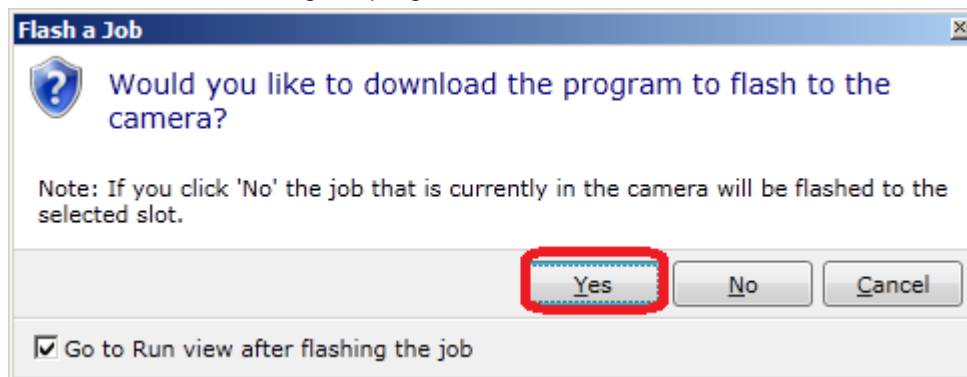 Flash a Job
Would you like to download the program to flash to the
camera?
Note: If you click 'No' the job that is currently in the camera will be flashed to the
selected slot.
Yes No Cancel
Go to Run view after flashing the job